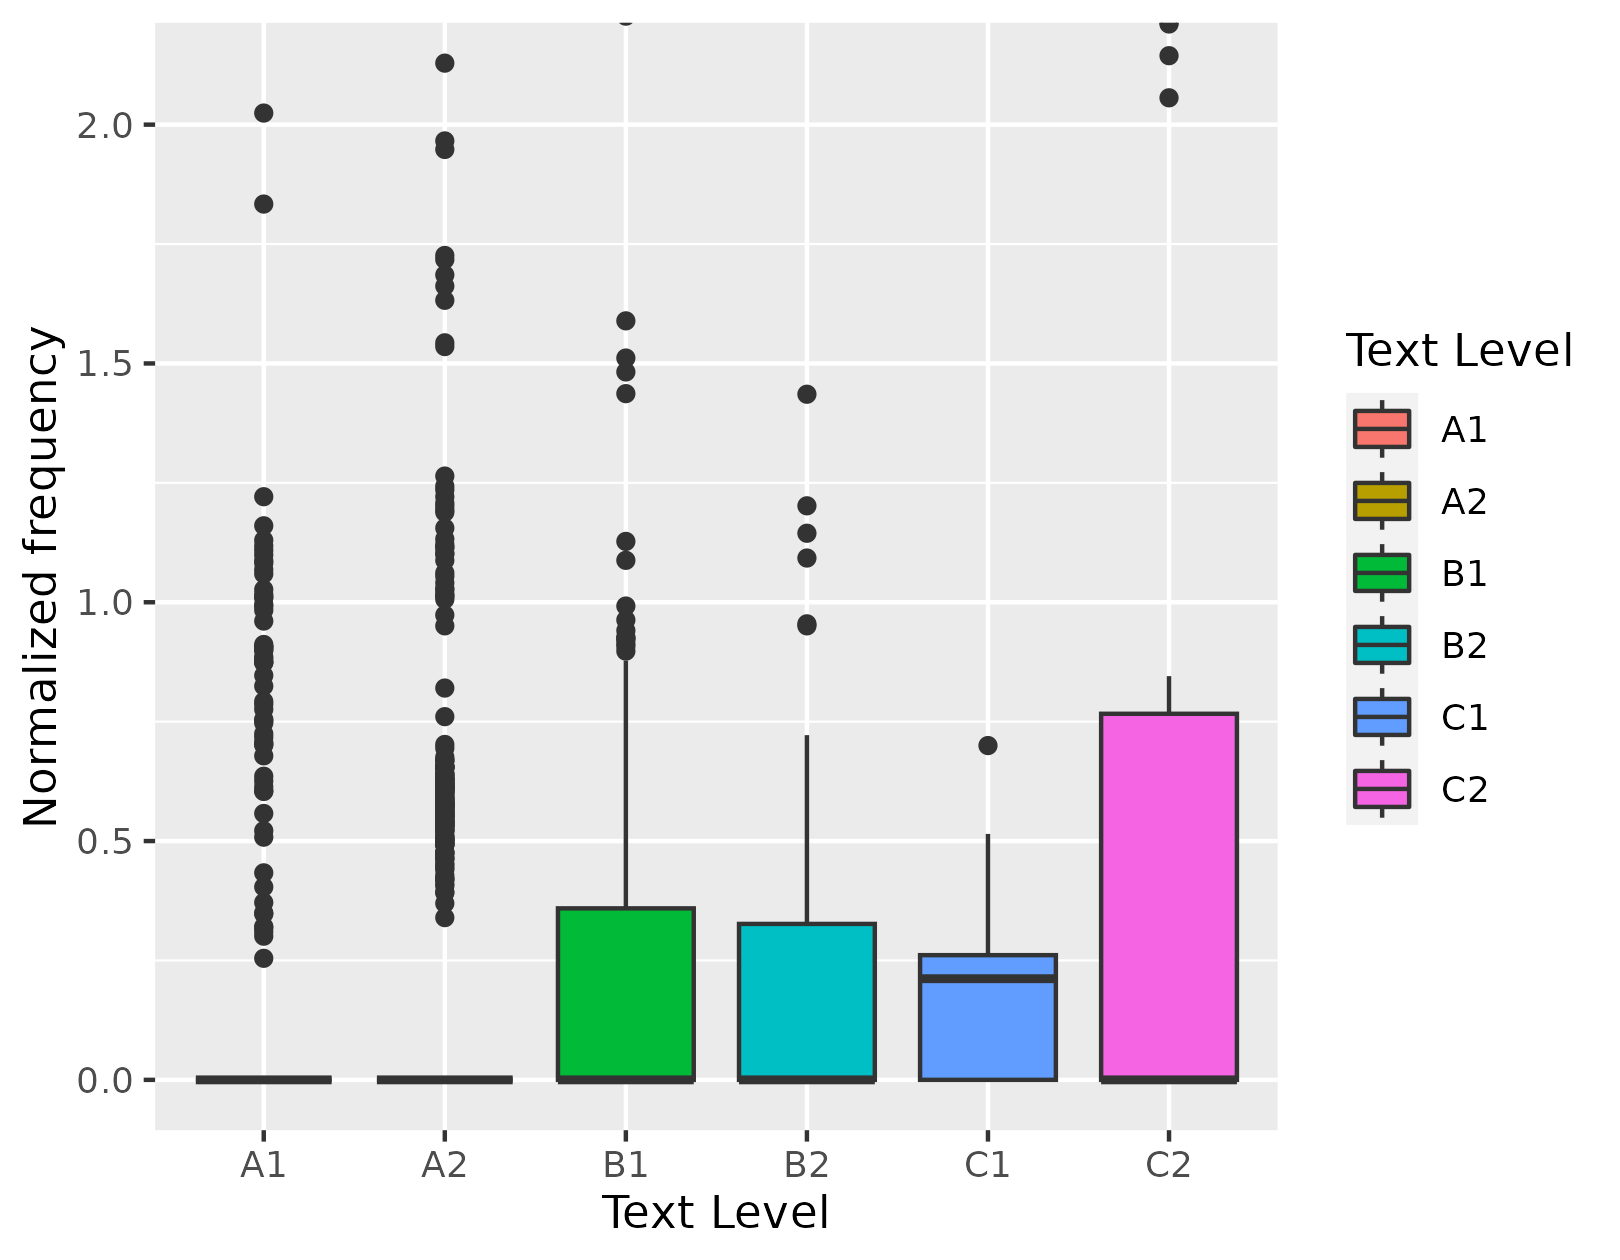 Normalized frequency
2.0
1.5
1.0
0.5
0.0
A1 A2 B1 B2 C1 C2
Text Level
Text Level
A1
A2
B1
B2
C1
C2